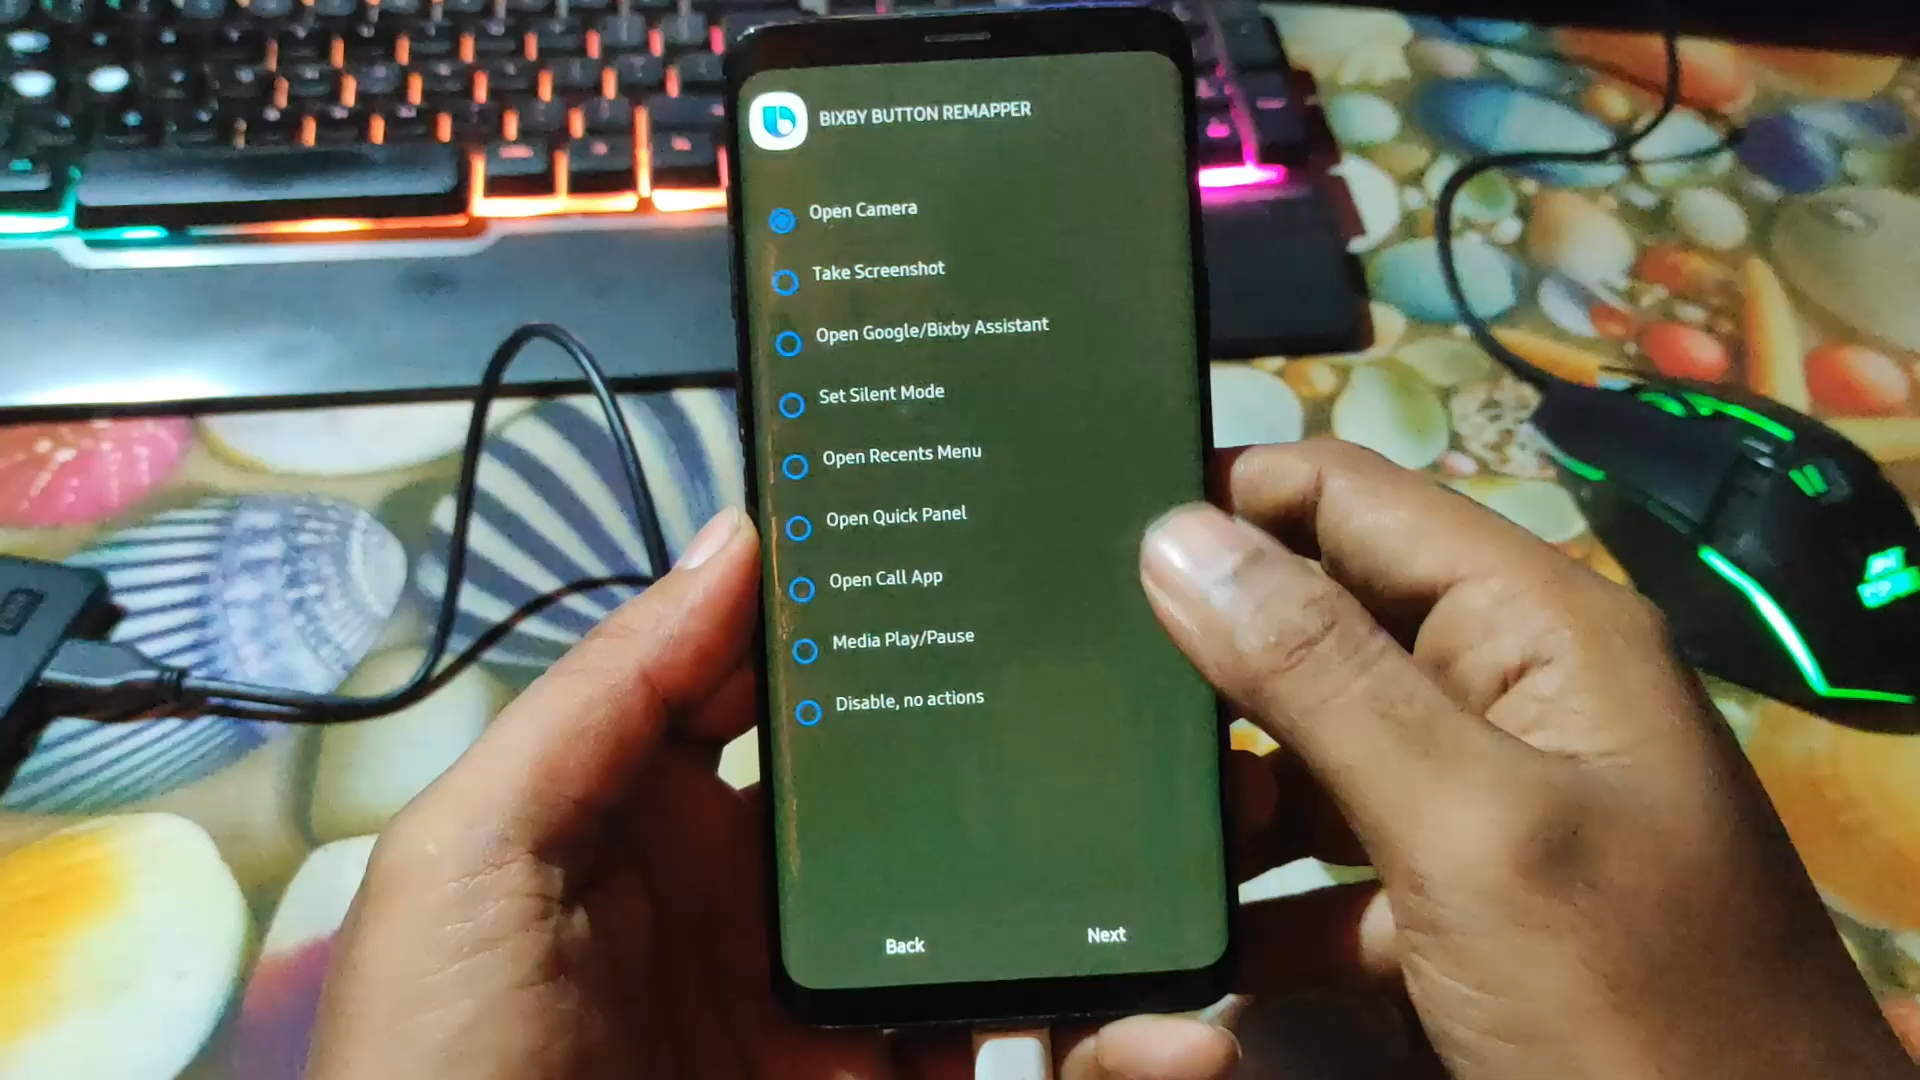 BIXBY BUTTON REMAPPER
Open Camera
Take Screenshot
Open Google/Bixby Assistant
Set Silent Mode
Open Recents Menu
Open Quick Panel
Open Call App
Media Play/Pause
Disable, no actions
Back
Next